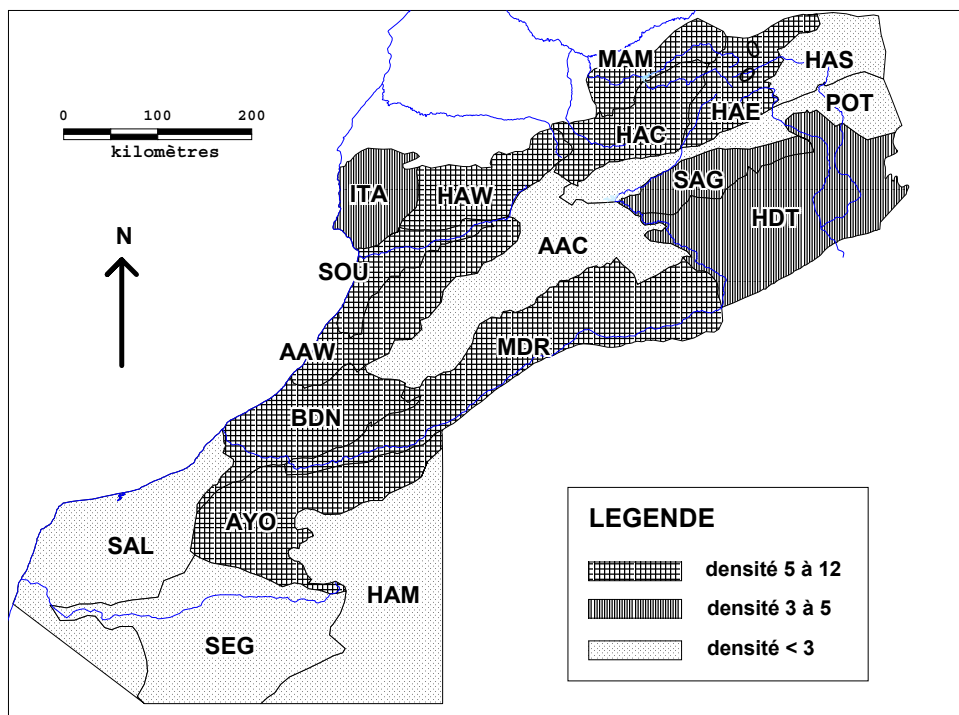 MAM
HAS
POT
HAE
HAC
0 100 200
kilomètres
SAG
ITA
HAW
HDT
N
AAC
SOU
AAW
MDR
BDN
LEGENDE
AYO
SAL
densité 5 à 12
HAM
densité 3 à 5
SEG
densité < 3